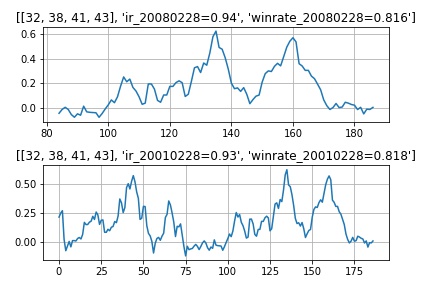 [[32, 38, 41, 43], 'ir_20080228=0.94', 'winrate_20080228=0.816']
0.6
0.4
0.2
0.0
80 100 120 140 160 180
[[32, 38, 41, 43], 'ir_20010228=0.93', 'winrate_20010228=0.818']
0.50
0.25
0.00
0 25 50 75 100 125 150 175